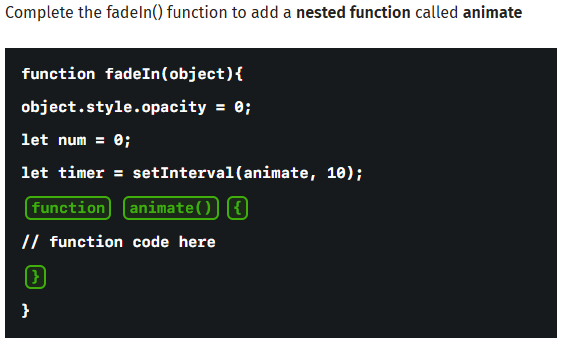 Complete the fadeIn() function to add a nested function called animate
function fadeIn(object){
object.style.opacity = 0;
let num = 0;
let timer = setInterval(animate, 10);
function animate() {
// function code here
}
}